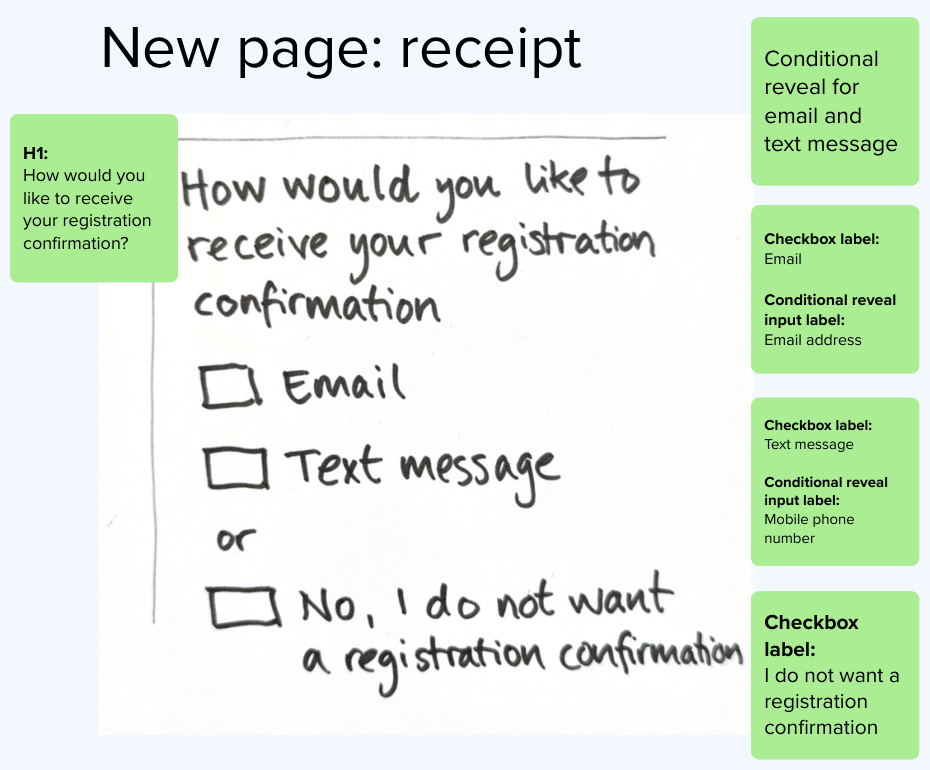 New page: receipt
H1:
How would you
like to receive
your registration
confirmation?
How would you like to
receive your registration
confirmation
Email
Text message
or
No, I do not want
a registration confirmation
Conditional
reveal for
email and
text message
Checkbox label:
Email
Conditional reveal
input label:
Email address
Checkbox label:
Text message
Conditional reveal
input label:
Mobile phone
number
Checkbox
label:
I do not want a
registration
confirmation